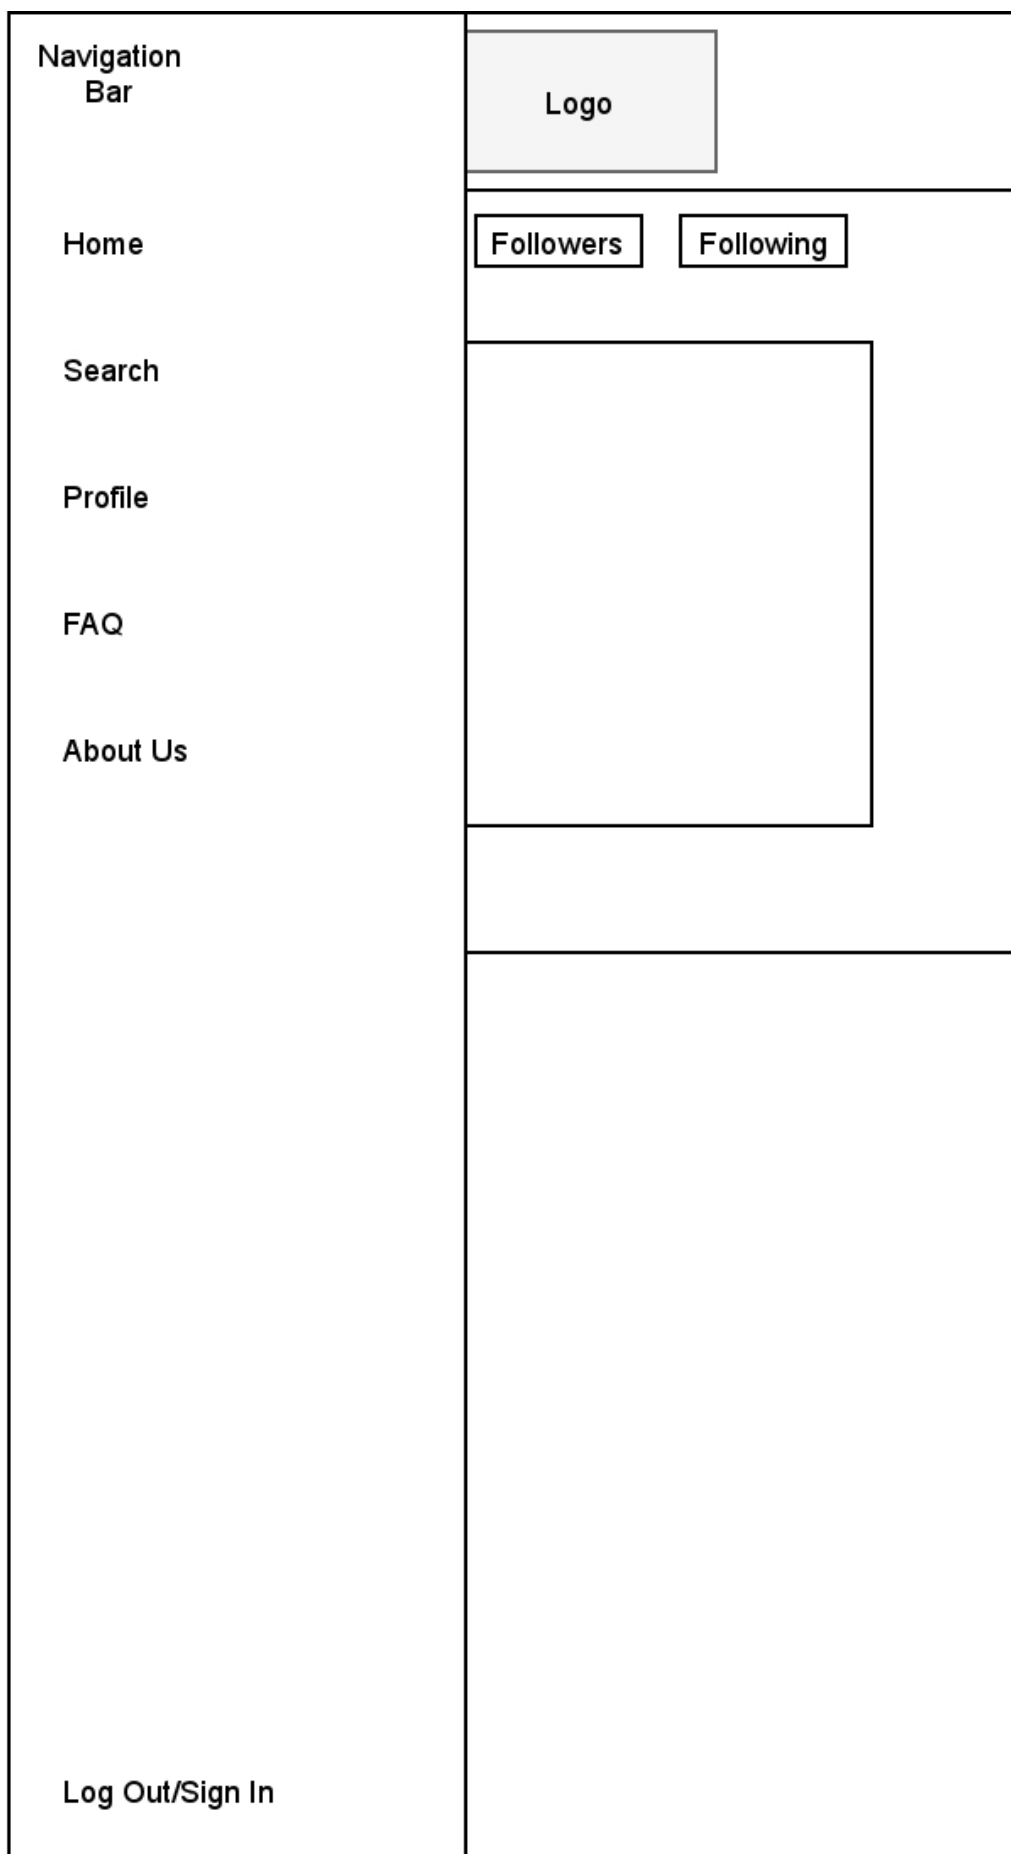 Navigation
Bar
Logo
Home
Followers
Following
Search
Profile
FAQ
About Us
Log Out/Sign In